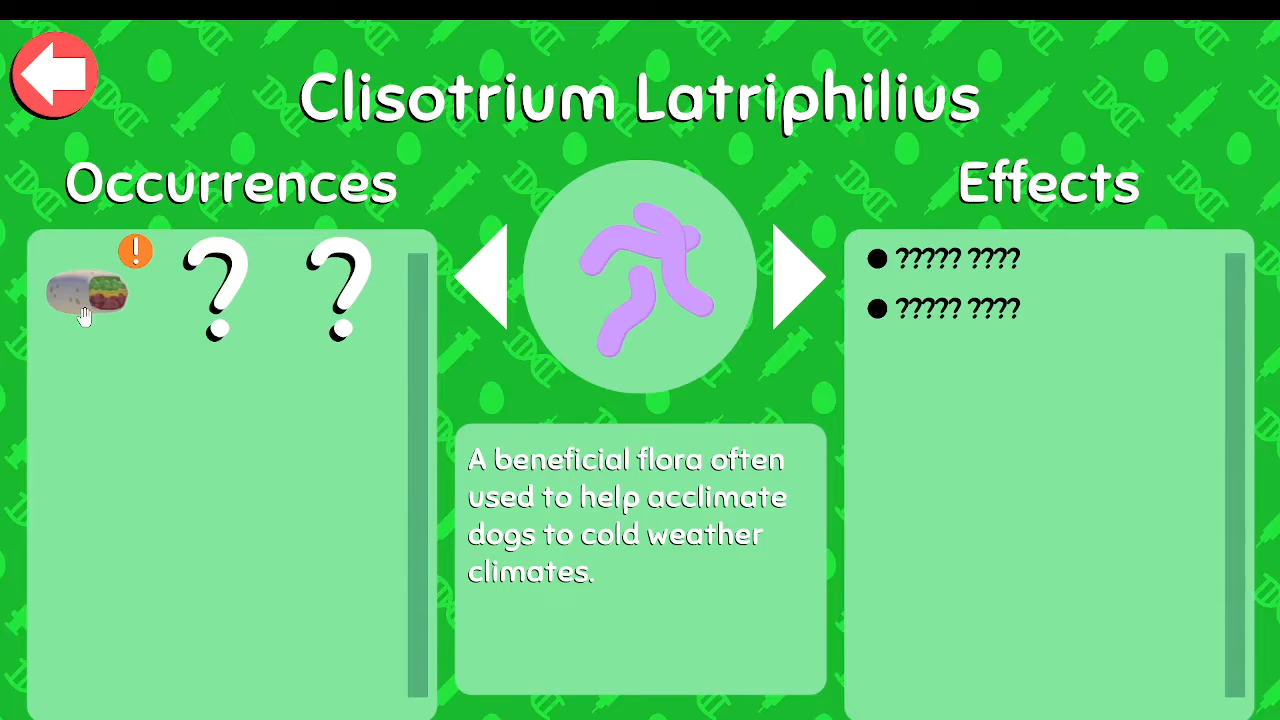 Clisotrium Latriphilius
Occurrences
!
? ?
Effects
● ????? ????
● ????? ????
A beneficial flora often
used to help acclimate
dogs to cold weather
climates.